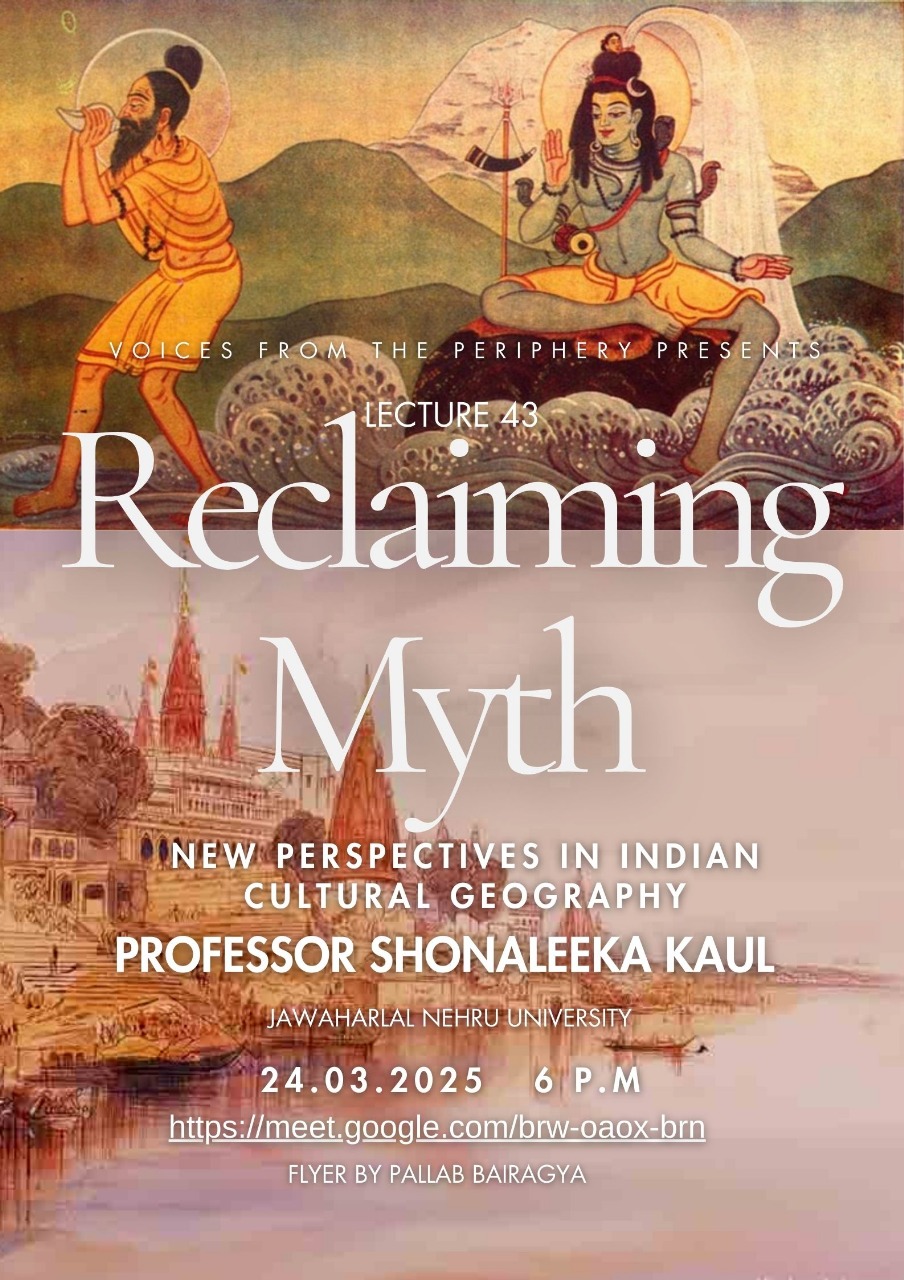 VOICES FROM THE PERIPHERY PRESENTS
LECTURE 43
Reclaiming
Myth
NEW PERSPECTIVES IN INDIAN
CULTURAL GEOGRAPHY
PROFESSOR SHONALEEKA KAUL
JAWAHARLAL NEHRU UNIVERSITY
24.03.2025 6 P.M
https://meet.google.com/brw-oaox-brn
FLYER BY PALLAB BAIRAGYA